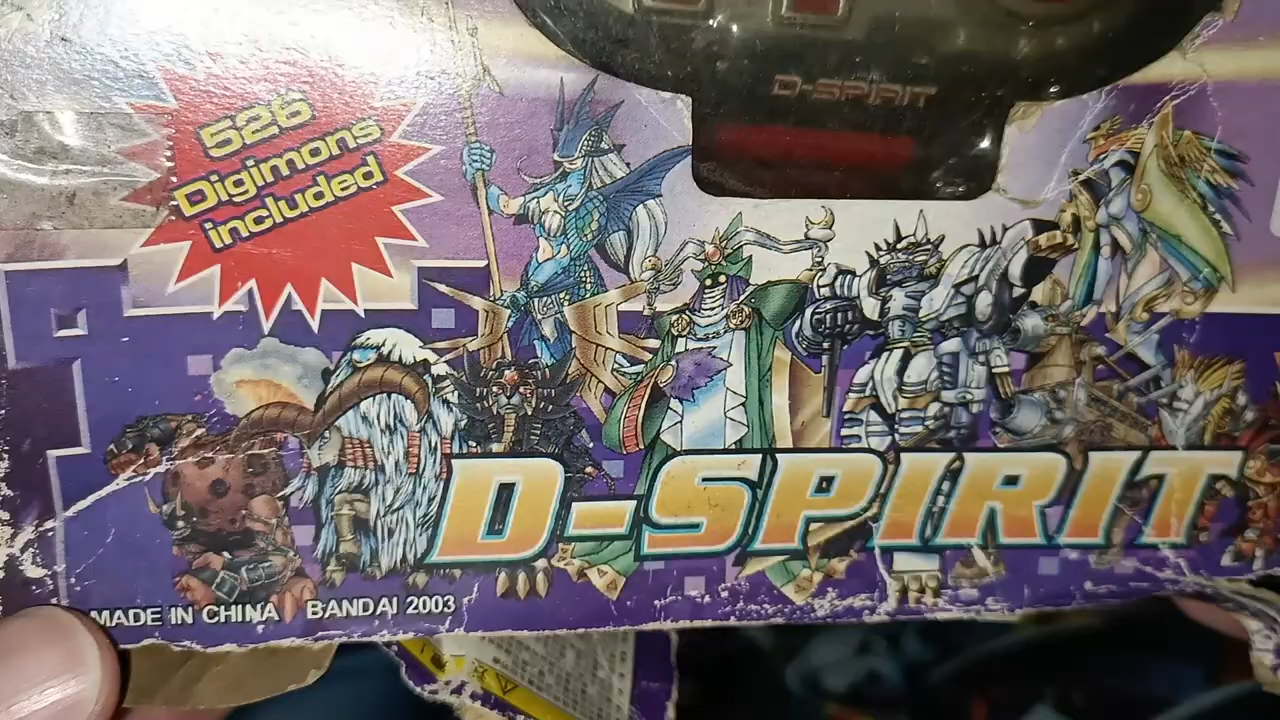 D-SPIRIT
526
Digimons
included
D-SPIRIT
MADE IN CHINA BANDAI 2003